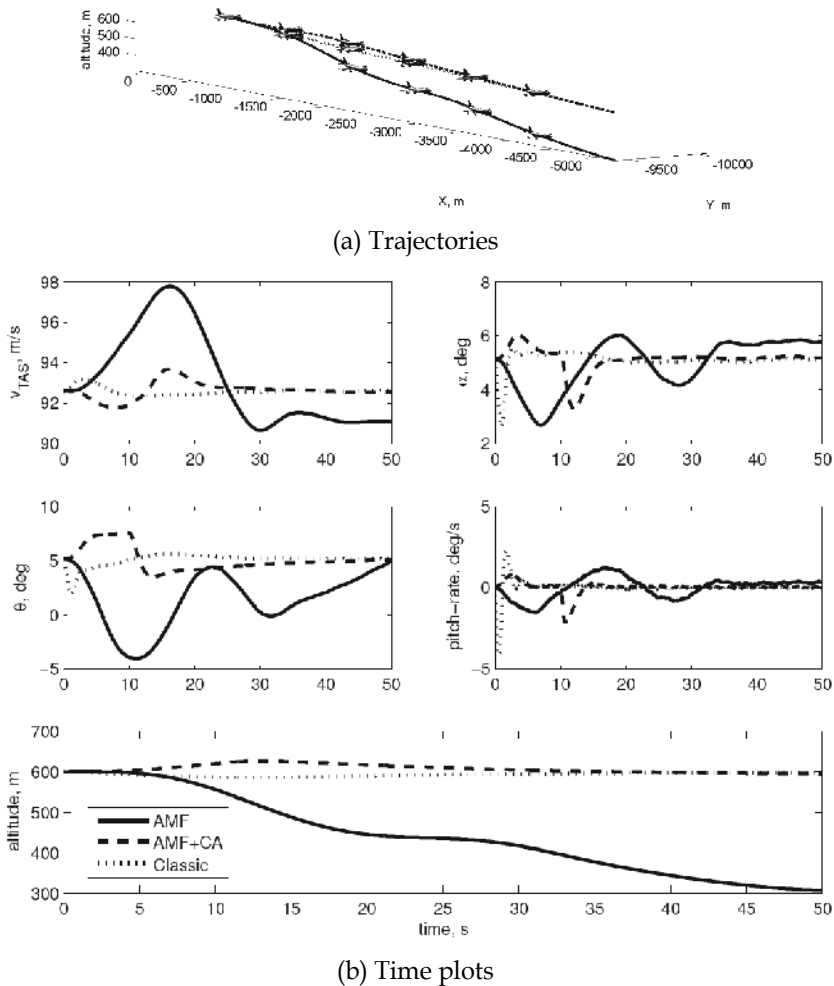 altitude, m
600
500
400
0
-500
-1000
-1500
-2000
-2500
-3000
-3500
-4000
-4500
-5000
-9500
-10000
X, m
Y m
(a) Trajectories
98
96
94
92
90
v_TAS, m/s
0 10 20 30 40 50
8
6
4
2
α, deg
0 10 20 30 40 50
10
5
0
-5
θ, deg
0 10 20 30 40 50
5
0
-5
pitch-rate. deg/s
0 10 20 30 40 50
700
600
500
400
300
altitude, m
AMF
AMF+CA
Classic
0 5 10 15 20 25 30 35 40 45 50
time, s
(b) Time plots